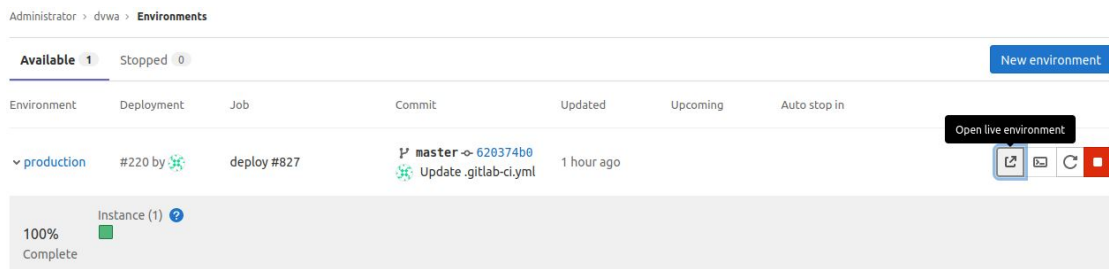 Administrator > dvwa > Environments
Available 1 Stopped 0 New environment
Environment Deployment Job Commit Updated Upcoming Auto stop in
Open live environment
production #220 by deploy #827 master 620374b0 1 hour ago
Update .gitlab-ci.yml
Instance (1) ?
100%
Complete